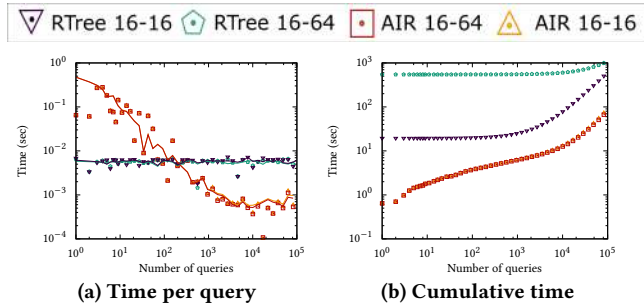 RTree 16-16 RTree 16-64 AIR 16-64 AIR 16-16
Time (sec)
10^0
10^-1
10^-2
10^-3
10^-4
10^0 10^1 10^2 10^3 10^4 10^5
Number of queries
(a) Time per query
Time (sec)
10^3
10^2
10^1
10^0
10^-1
10^0 10^1 10^2 10^3 10^4 10^5
Number of queries
(b) Cumulative time